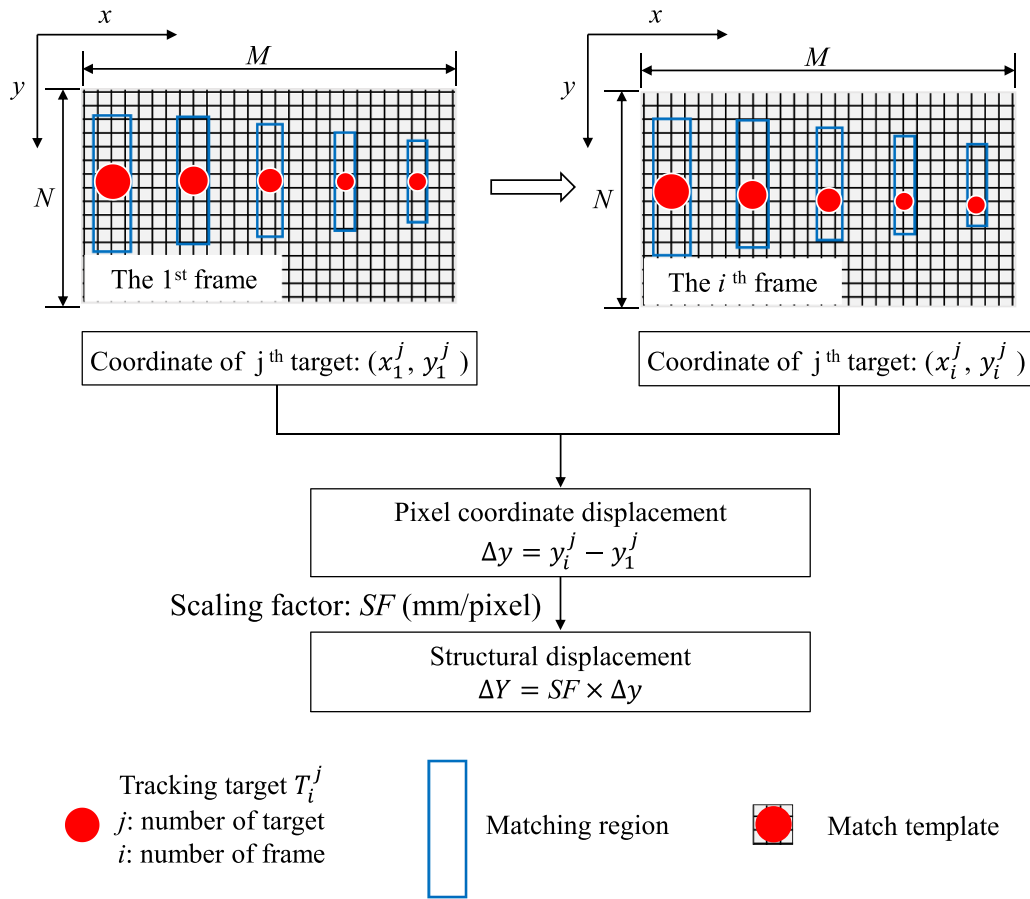 x
M
y
N
The 1ˢᵗ frame
x
M
y
N
The i ᵗʰ frame
Coordinate of j ᵗʰ target: (x₁ʲ, y₁ʲ )
Coordinate of jᵗʰ target: (xᵢʲ, yᵢʲ )
Pixel coordinate displacement
Δy = yᵢʲ − y₁ʲ
Scaling factor: SF (mm/pixel)
Structural displacement
ΔY = SF × Δy
Tracking target Tᵢʲ
j: number of target
i: number of frame
Matching region
Match template